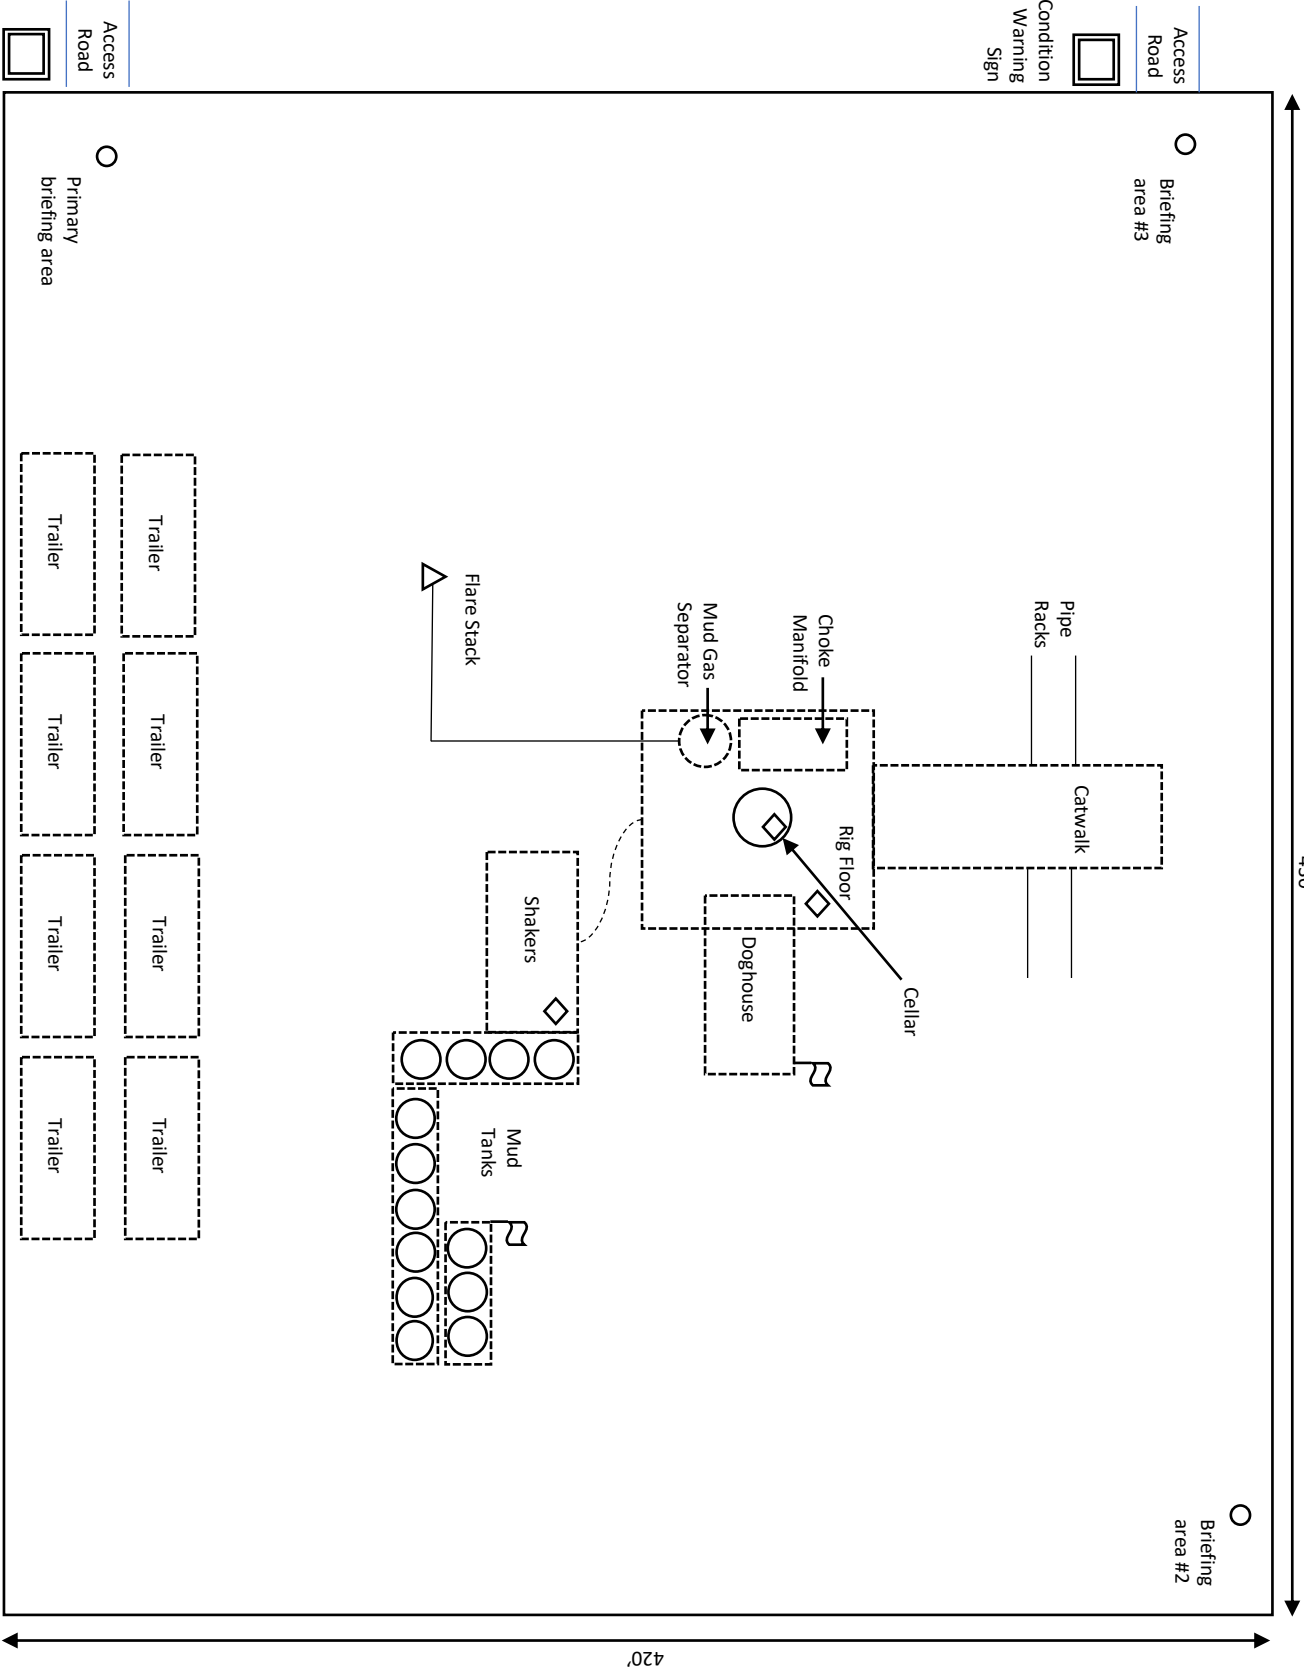 Access
Road
Briefing
area #3
Briefing
area #2
Condition
Warning
Sign
Pipe
Racks
Catwalk
Cellar
Rig Floor
Choke
Manifold
Doghouse
Mud Gas
Separator
420'
Shakers
Mud
Tanks
Flare Stack
Trailer
Trailer
Trailer
Trailer
Access
Road
Primary
briefing area
Trailer
Trailer
Trailer
Trailer